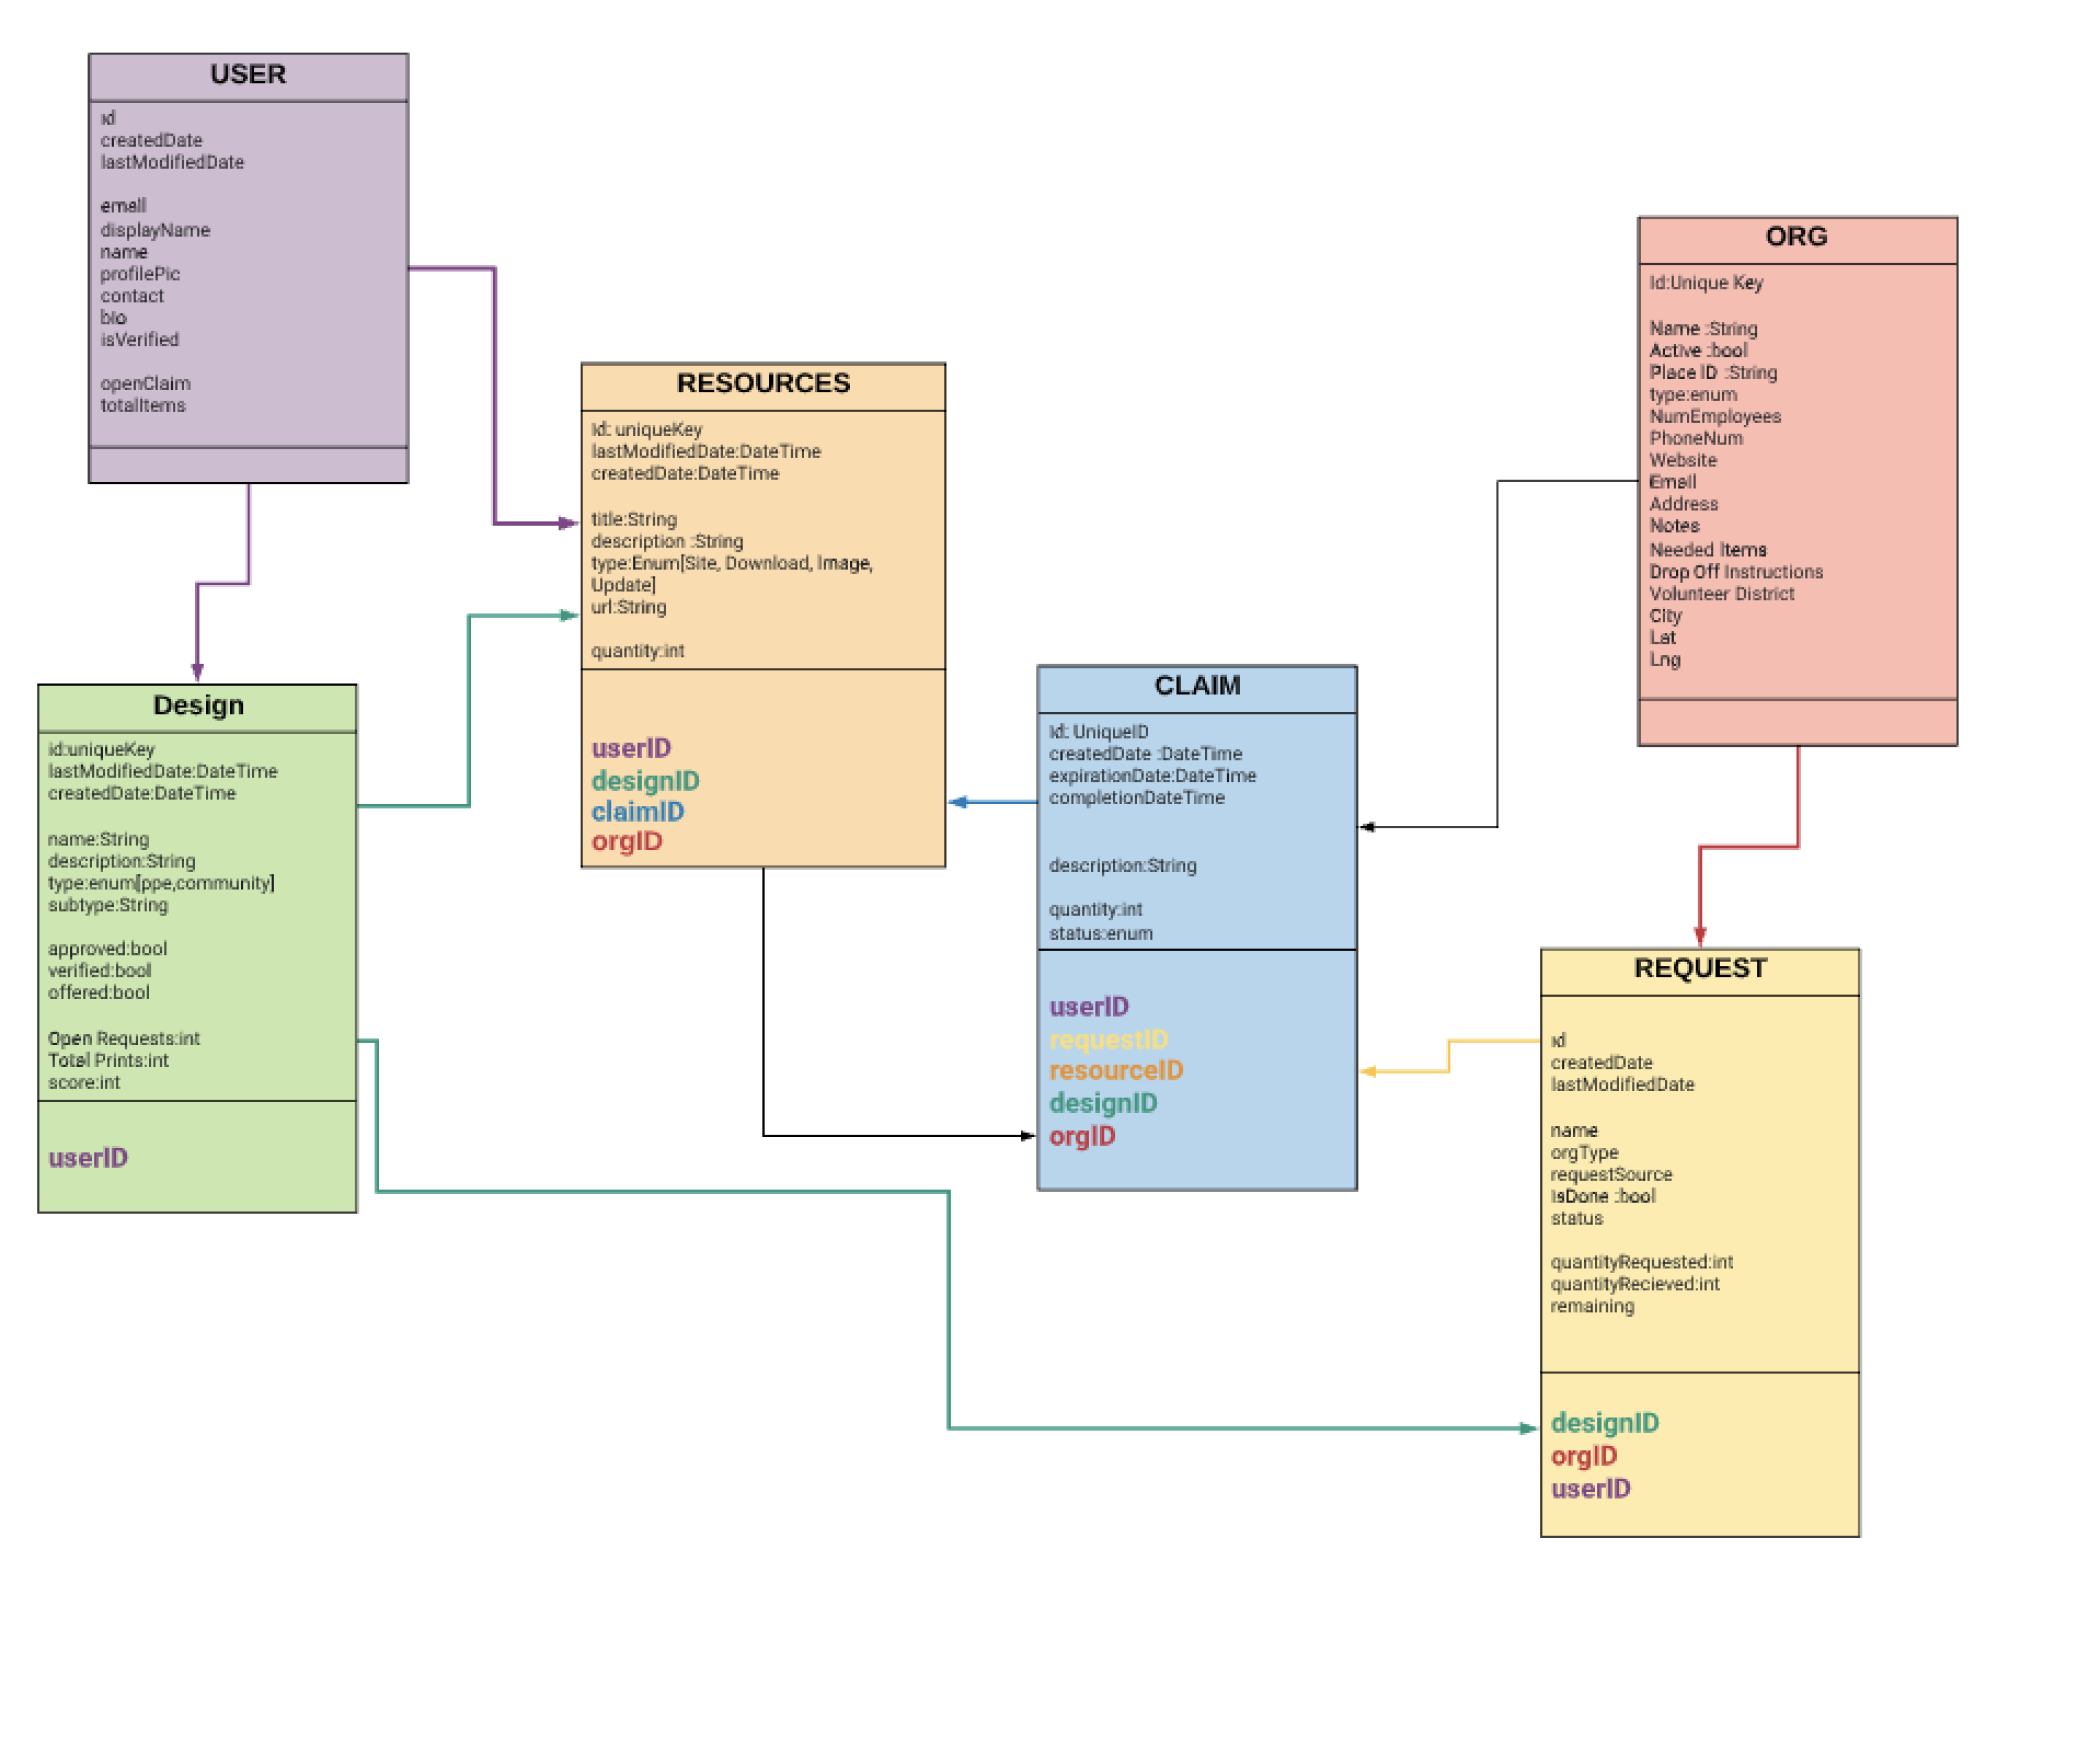 USER
id
createdDate
lastModifiedDate
email
displayName
name
profilePic
contact
bio
isVerified
openClaim
totalItems
ORG
Id:Unique Key
Name :String
Active :bool
Place ID :String
type:enum
NumEmployees
PhoneNum
Website
Email
Address
Notes
Needed Items
Drop Off Instructions
Volunteer District
City
Lat
Lng
RESOURCES
Id: uniqueKey
lastModifiedDate:DateTime
createdDate:DateTime
title:String
description :String
type:Enum[Site, Download, Image,
Update]
url:String
quantity:int
userID
designID
claimID
orgID
CLAIM
Id: UniqueID
createdDate :DateTime
expirationDate:DateTime
completionDateTime
description:String
quantity:int
status:enum
userID
requestID
resourceID
designID
orgID
Design
id:uniqueKey
lastModifiedDate:DateTime
createdDate:DateTime
name:String
description:String
type:enum[ppe,community]
subtype:String
approved:bool
verified:bool
offered:bool
Open Requests:int
Total Prints:int
score:int
userID
REQUEST
id
createdDate
lastModifiedDate
name
orgType
requestSource
isDone :bool
status
quantityRequested:int
quantityRecieved:int
remaining
designID
orgID
userID